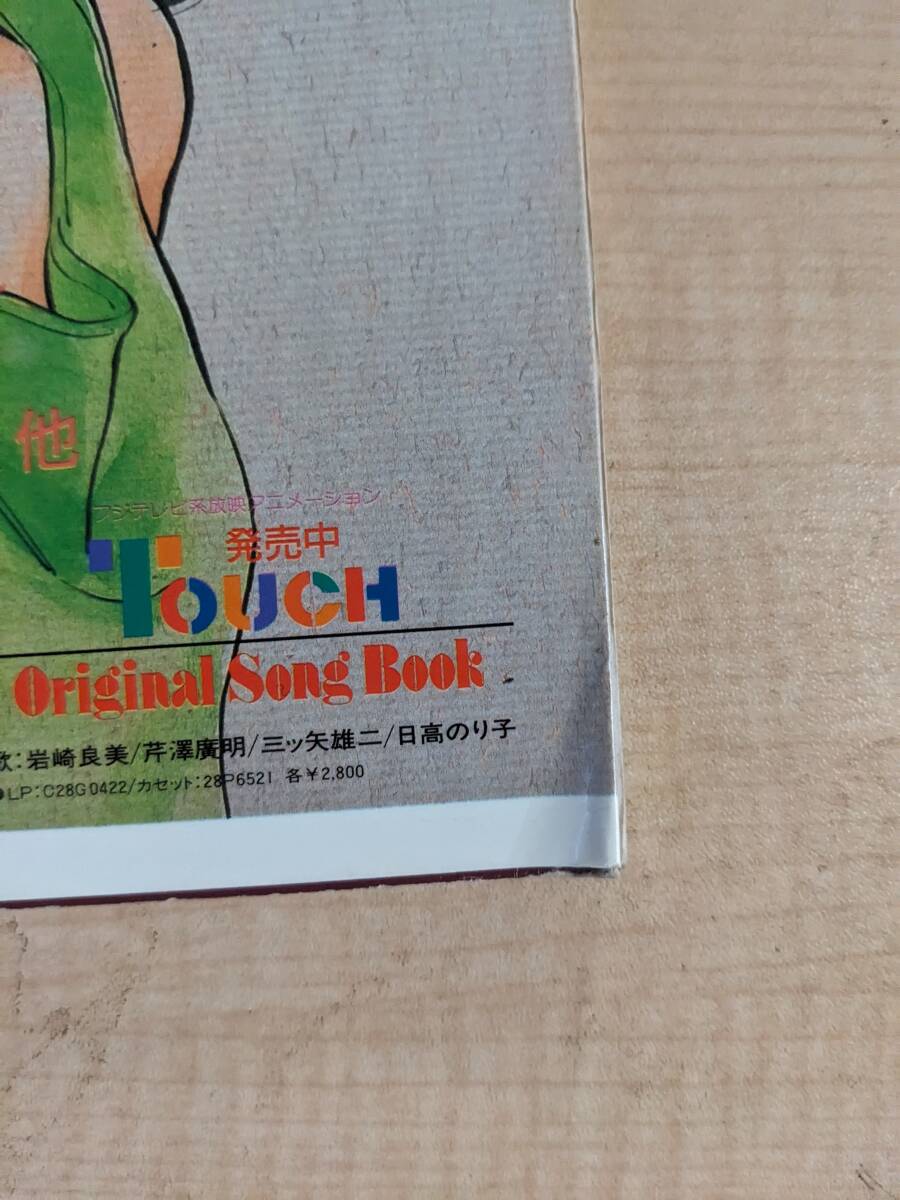 他
フジテレビ系放映アニメーション
発売中
TOUCH
Original Song Book
歌:岩崎良美/芹澤廣明/三ッ矢雄二/日高のり子
●LP:C28G0422/カセット:28P6521 各¥2,800